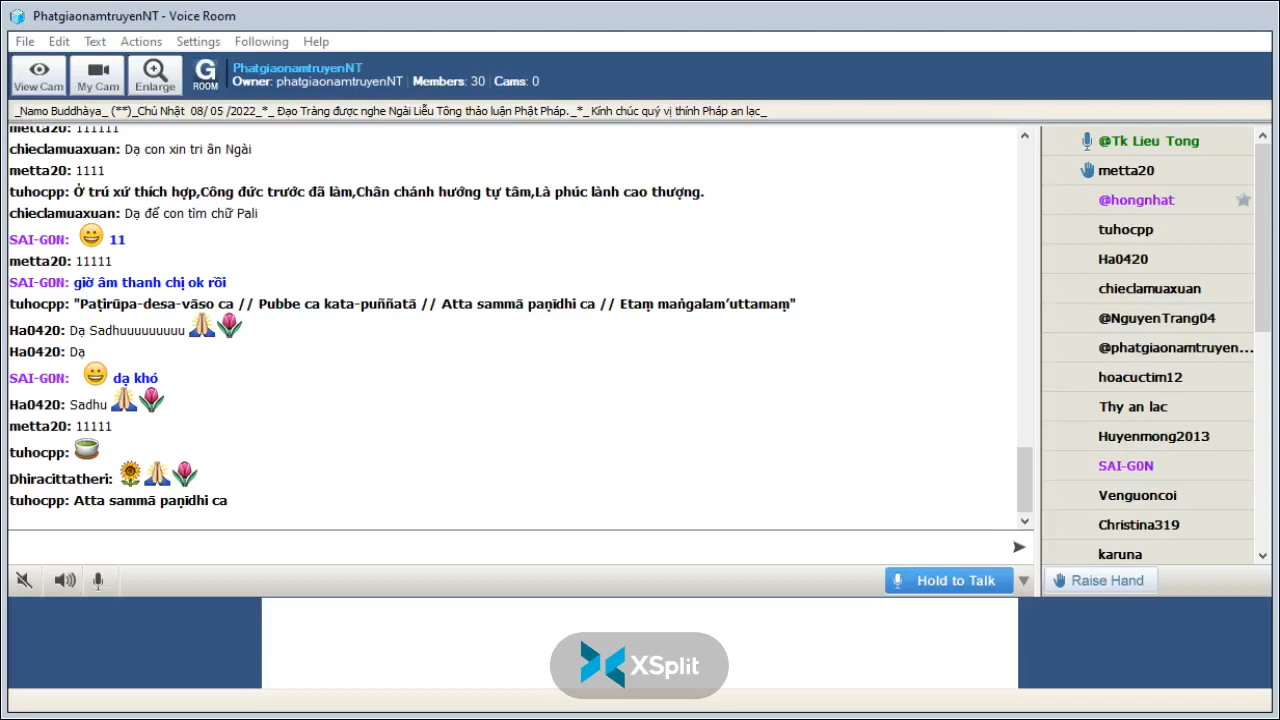 PhatgiaonamtruyenNT - Voice Room
File Edit Text Actions Settings Following Help
View Cam
My Cam
Enlarge
G ROOM
PhatgiaonamtruyenNT
Owner: phatgiaonamtruyenNT | Members: 30 | Cams: 0
_Namo Buddhàya_ (**)_Chủ Nhật 08/ 05 /2022_*_ Đạo Tràng được nghe Ngài Liễu Tông thảo luận Phật Pháp._*_Kính chúc quý vị thính Pháp an lạc_
metta20: 111111
chieclamuaxuan: Dạ con xin tri ân Ngài
metta20: 1111
tuhocpp: Ở trú xứ thích hợp,Công đức trước đã làm,Chân chánh hướng tự tâm,Là phúc lành cao thượng.
chieclamuaxuan: Dạ để con tìm chữ Pali
SAI-G0N: 11
metta20: 11111
SAI-G0N: giờ âm thanh chị ok rồi
tuhocpp: "Paṭirūpa-desa-vāso ca // Pubbe ca kata-puññatā // Atta sammā paṇidhi ca // Etaṃ maṅgalam’uttamaṃ"
Ha0420: Dạ Sadhuuuuuuuuu
Ha0420: Dạ
SAI-G0N: dạ khó
Ha0420: Sadhu
metta20: 11111
tuhocpp:
Dhiracittatheri:
tuhocpp: Atta sammā paṇidhi ca
Hold to Talk
@Tk Lieu Tong
metta20
@hongnhat
tuhocpp
Ha0420
chieclamuaxuan
@NguyenTrang04
@phatgiaonamtruyen...
hoacuctim12
Thy an lac
Huyenmong2013
SAI-G0N
Venguoncoi
Christina319
karuna
Raise Hand
XSplit